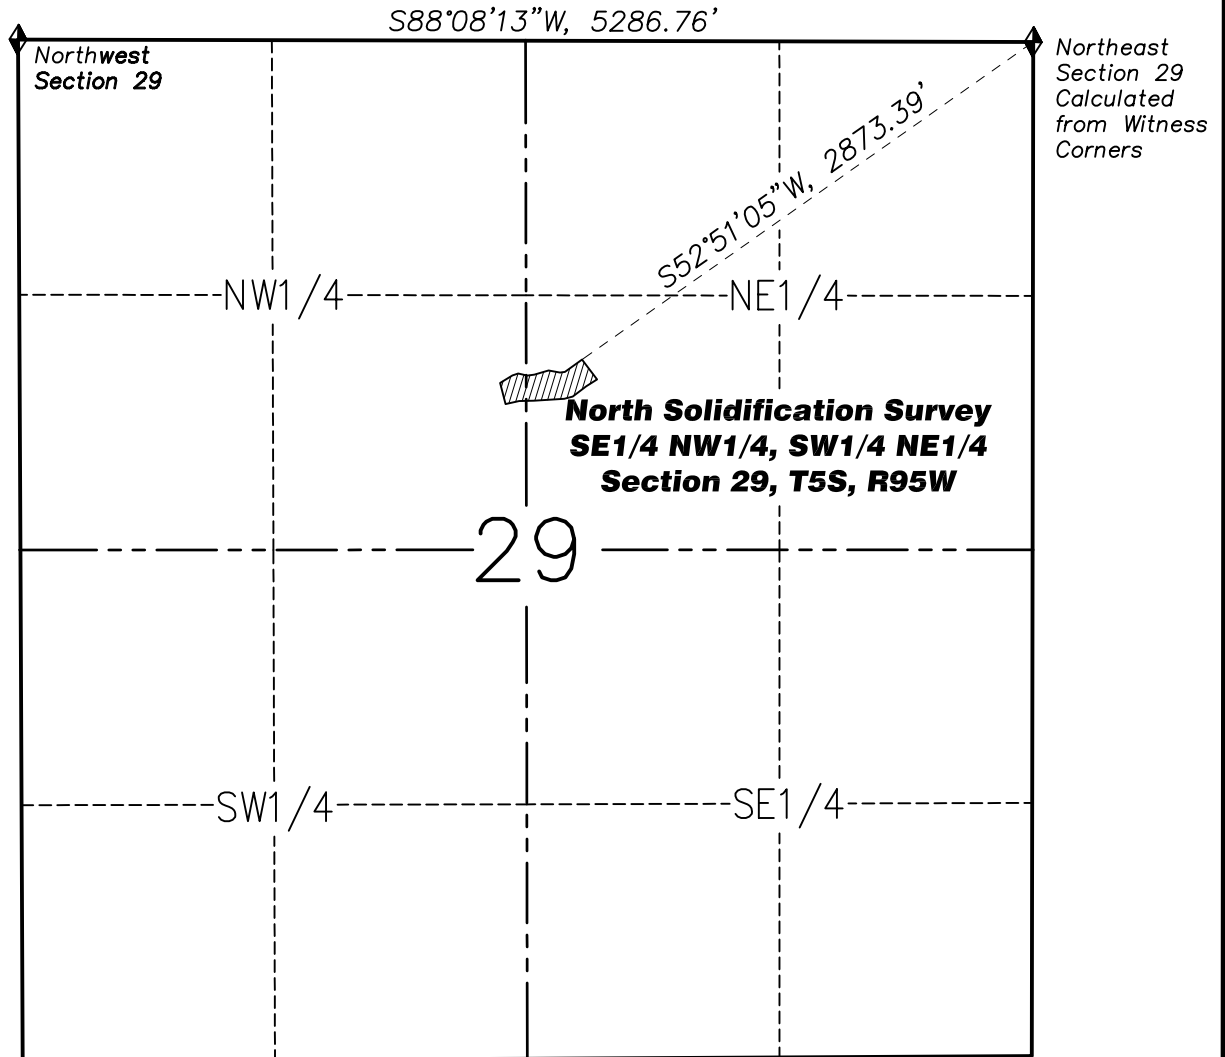 S88°08'13"W, 5286.76'
Northwest
Section 29
Northeast
Section 29
Calculated
from Witness
Corners
S52°51'05"W, 2873.39'
NW1/4
NE1/4
North Solidification Survey
SE1/4 NW1/4, SW1/4 NE1/4
Section 29, T5S, R95W
29
SW1/4
SE1/4